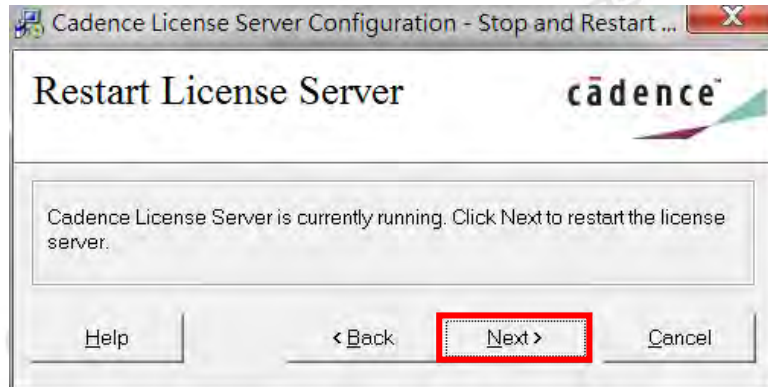 Cadence License Server Configuration - Stop and Restart ...
Restart License Server
cādence™
Cadence License Server is currently running. Click Next to restart the license
server.
Help
< Back
Next >
Cancel